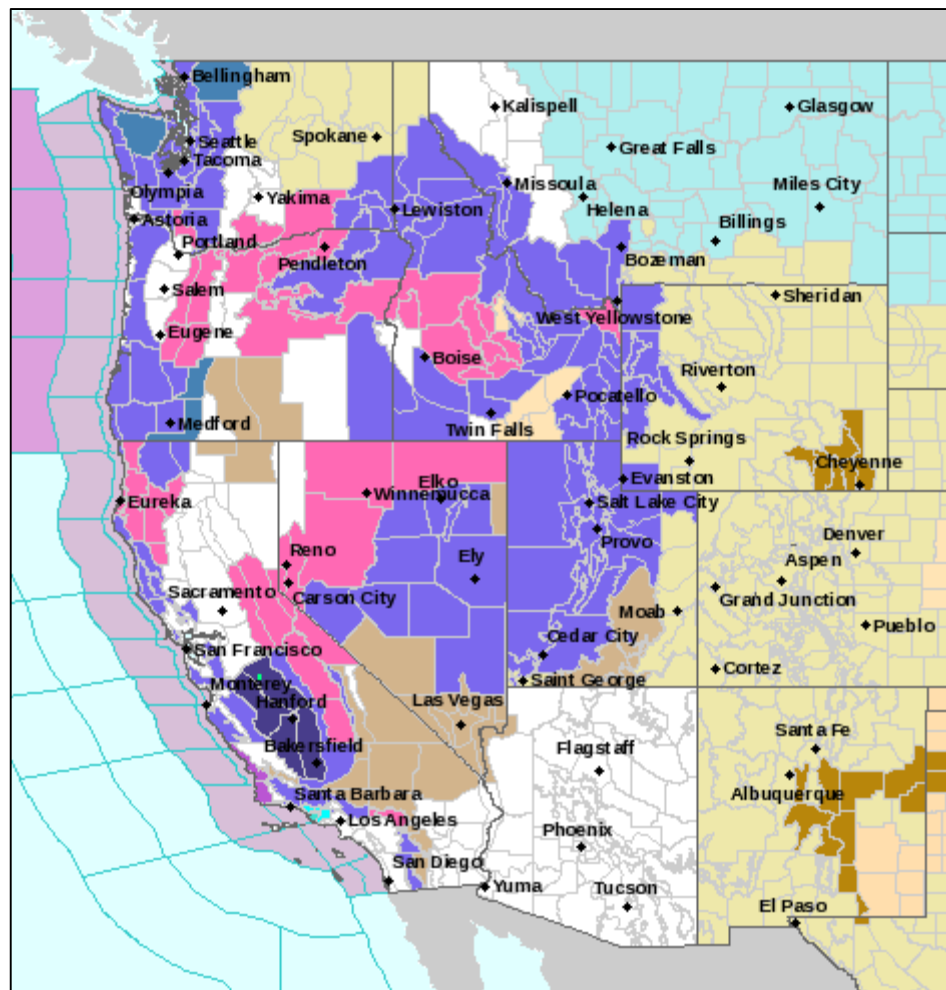 Bellingham
Kalispell
Glasgow
Seattle
Spokane
Great Falls
Tacoma
Olympia
Yakima
Missoula
Miles City
Astoria
Lewiston
Helena
Billings
Portland
Pendleton
Bozeman
Salem
Sheridan
West Yellowstone
Eugene
Boise
Riverton
Pocatello
Medford
Twin Falls
Rock Springs
Cheyenne
Elko
Evanston
Eureka
Winnemucca
Salt Lake City
Provo
Denver
Reno
Ely
Aspen
Sacramento
Carson City
Moab
Grand Junction
Pueblo
San Francisco
Cedar City
Cortez
Monterey
Saint George
Hanford
Las Vegas
Santa Fe
Bakersfield
Flagstaff
Albuquerque
Santa Barbara
Los Angeles
Phoenix
San Diego
Yuma
Tucson
El Paso